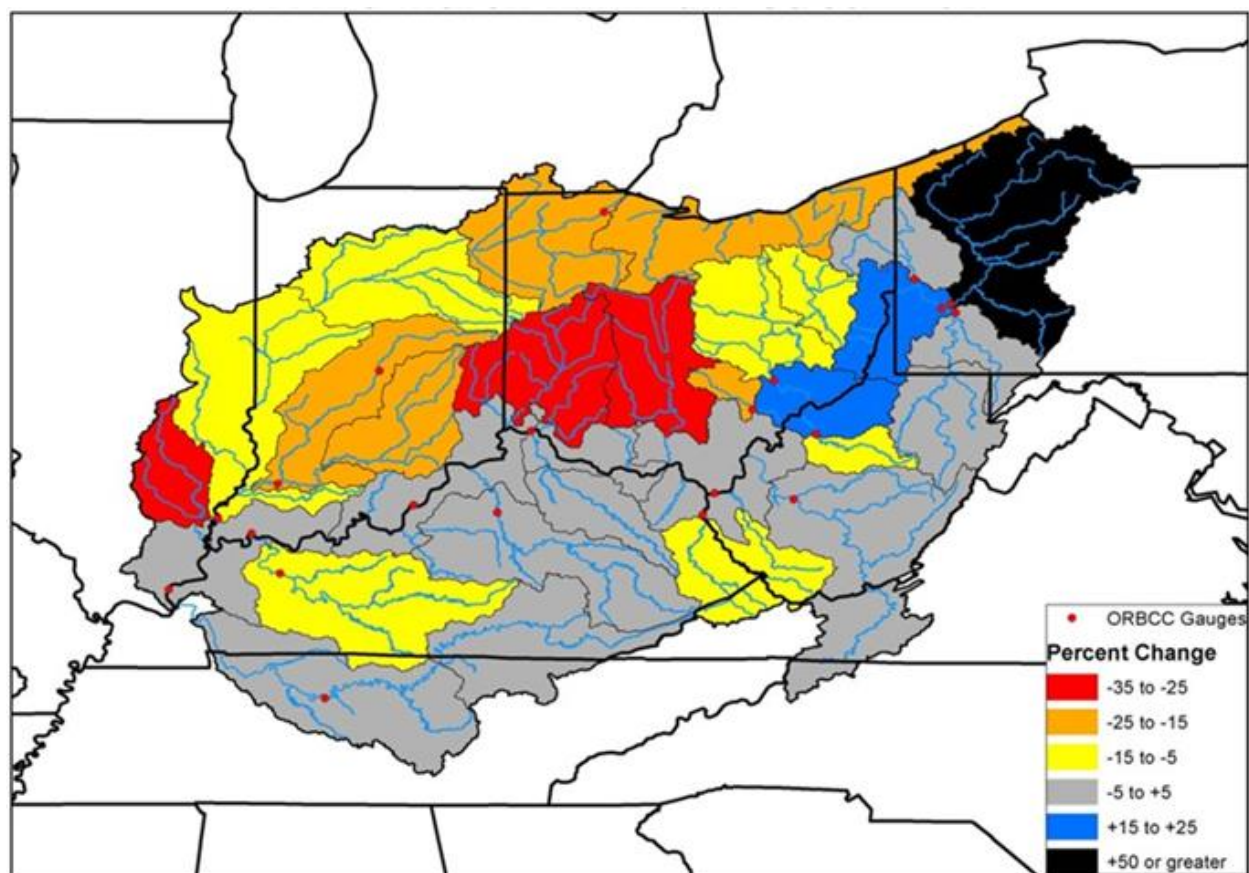 ORBCC Gauges
Percent Change
-35 to -25
-25 to -15
-15 to -5
-5 to +5
+15 to +25
+50 or greater